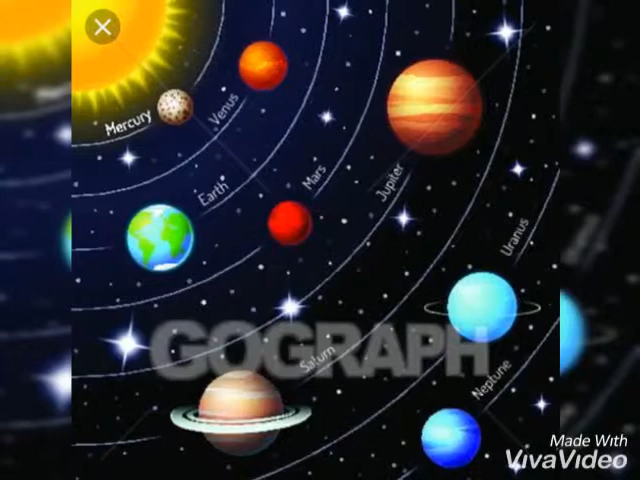 Mercury
Venus
Earth
Mars
Jupiter
Uranus
GOGRAPH
Saturn
Neptune
Made With
VivaVideo